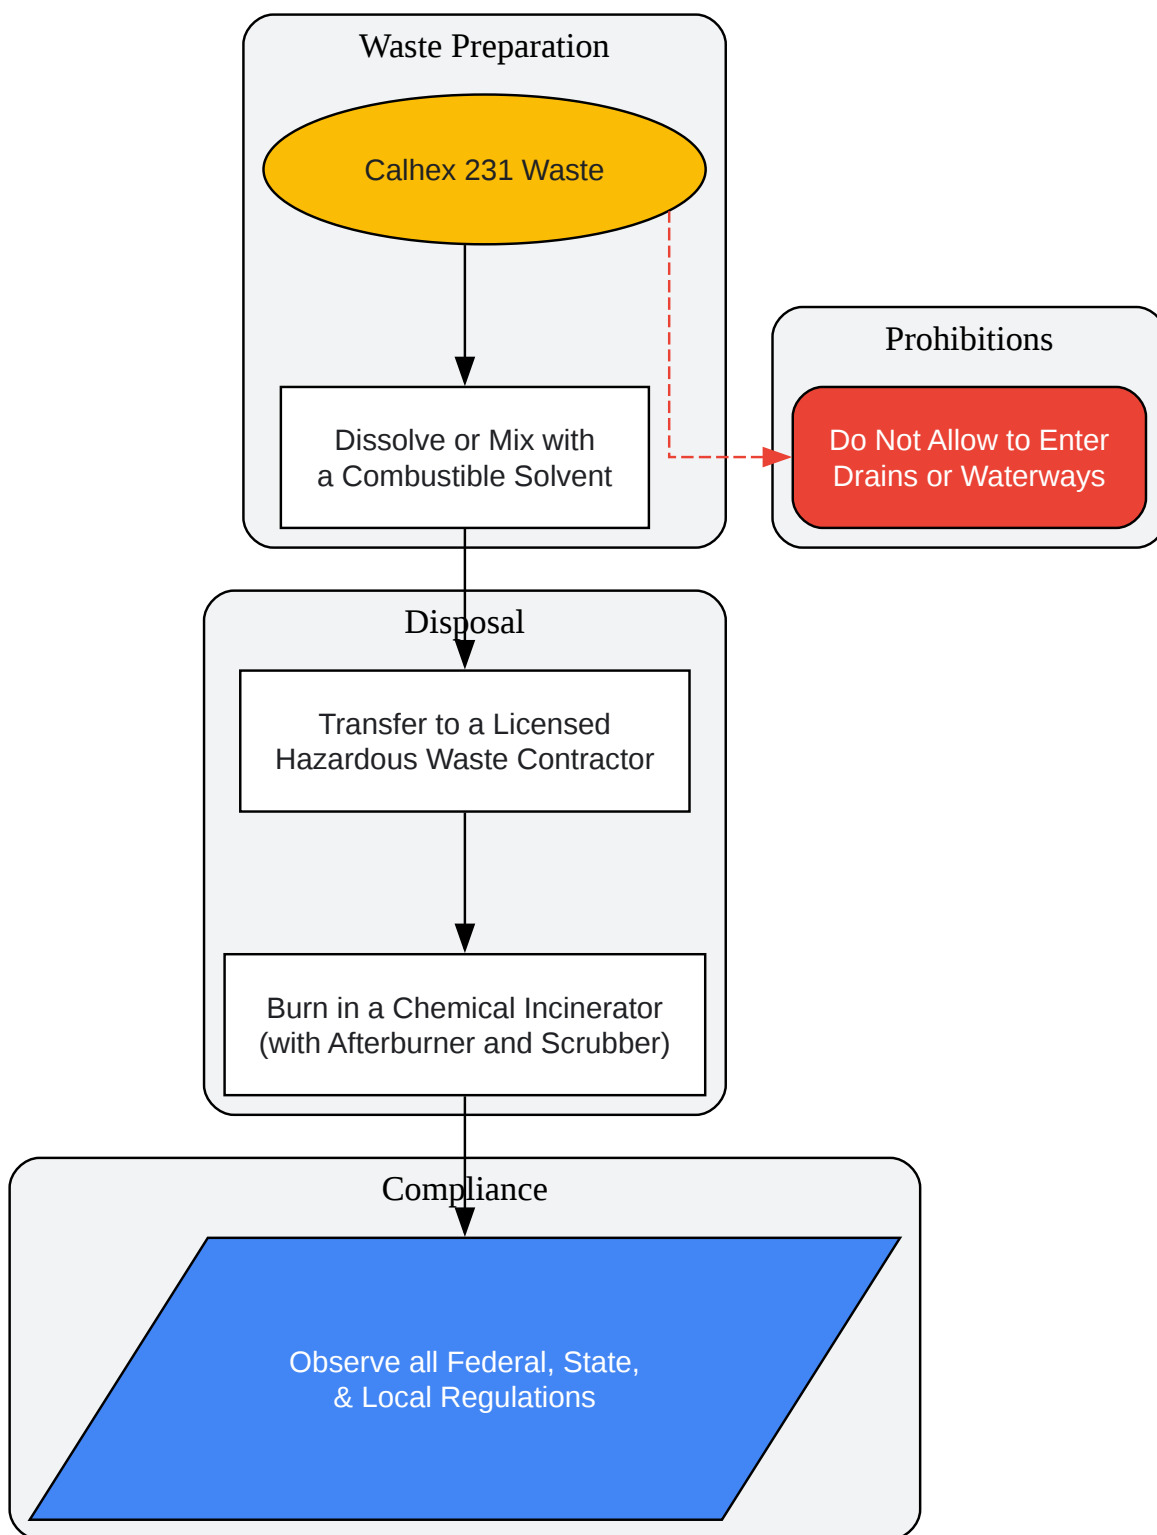 Waste Preparation
Calhex 231 Waste
Dissolve or Mix with
a Combustible Solvent
Prohibitions
Do Not Allow to Enter
Drains or Waterways
Disposal
Transfer to a Licensed
Hazardous Waste Contractor
Burn in a Chemical Incinerator
(with Afterburner and Scrubber)
Compliance
Observe all Federal, State,
& Local Regulations